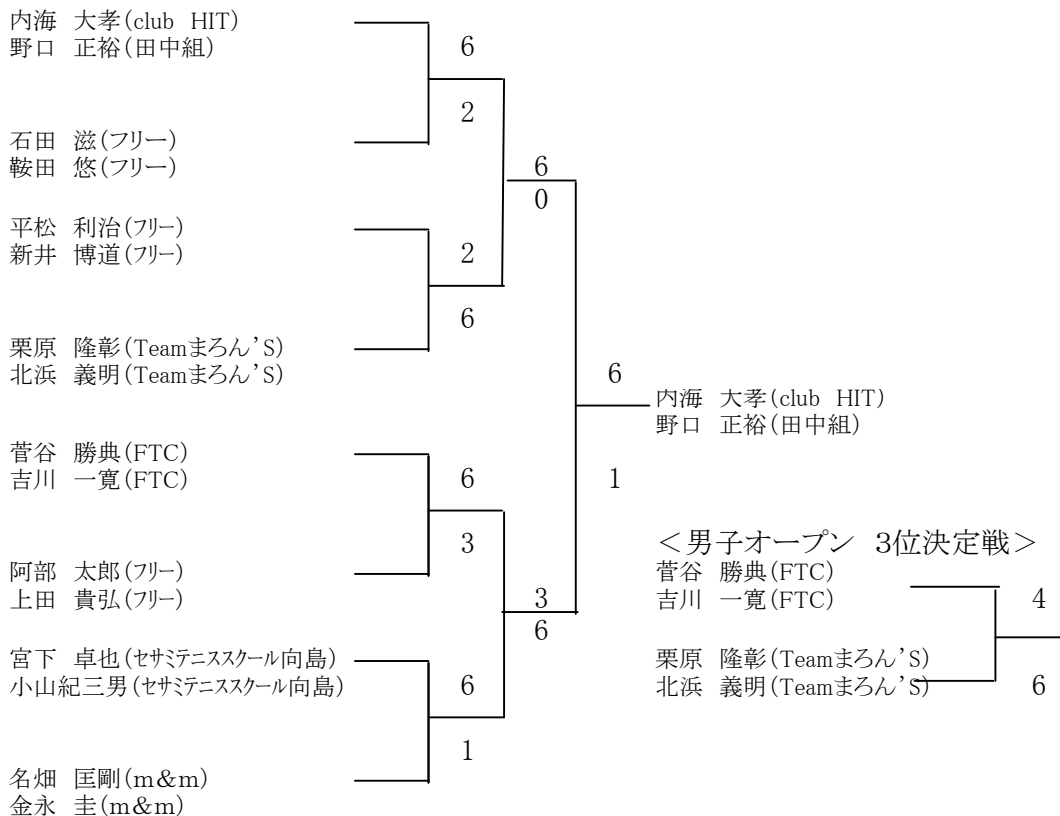 内海 大孝(club HIT)
野口 正裕(田中組)
6
2
石田 滋(フリー)
鞍田 悠(フリー)
6
0
平松 利治(フリー)
新井 博道(フリー)
2
6
栗原 隆彰(Teamまろん'S)
北浜 義明(Teamまろん'S)
6
内海 大孝(club HIT)
野口 正裕(田中組)
1
菅谷 勝典(FTC)
吉川 一寛(FTC)
6
3
阿部 太郎(フリー)
上田 貴弘(フリー)
3
6
宮下 卓也(セサミテニススクール向島)
小山紀三男(セサミテニススクール向島)
6
1
名畑 匡剛(m&m)
金永 圭(m&m)
<男子オープン 3位決定戦>
菅谷 勝典(FTC)
吉川 一寛(FTC)
4
栗原 隆彰(Teamまろん'S)
北浜 義明(Teamまろん'S)
6